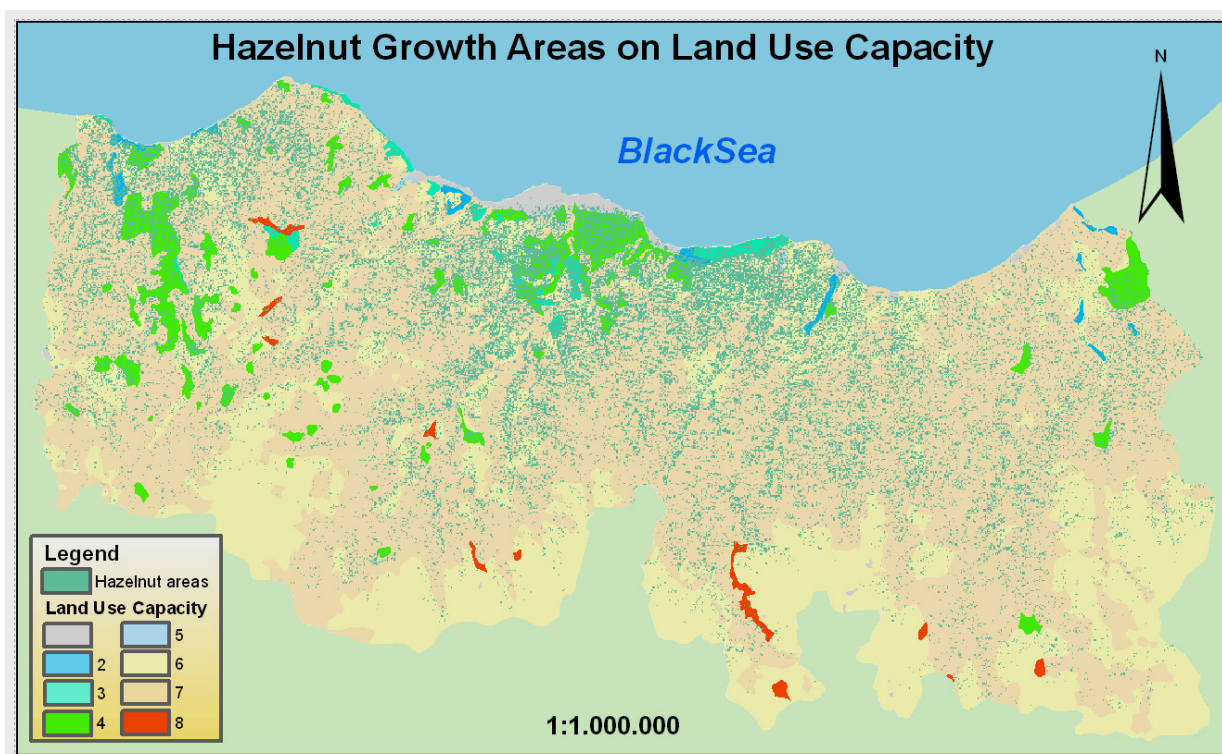 Hazelnut Growth Areas on Land Use Capacity
N
BlackSea
Legend
Hazelnut areas
Land Use Capacity
5
2 6
3 7
4 8
1:1.000.000